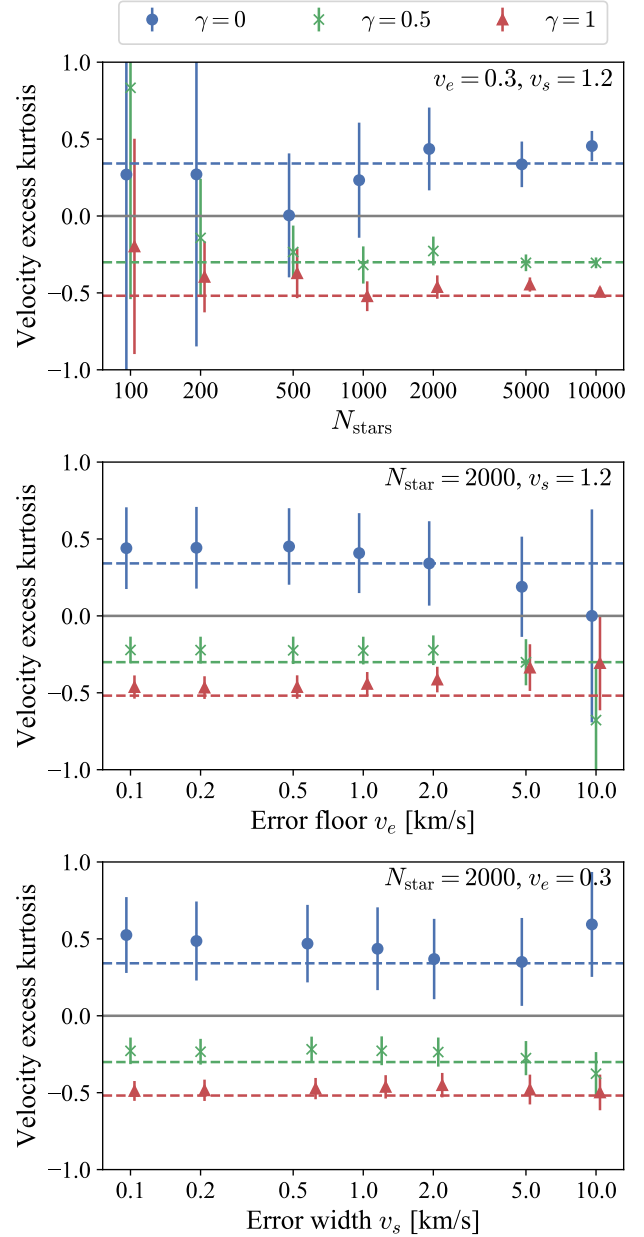 γ = 0 γ = 0.5 γ = 1
v_e = 0.3, v_s = 1.2
Velocity excess kurtosis
1.0
0.5
0.0
−0.5
−1.0
100 200 500 1000 2000 5000 10000
N_stars
N_star = 2000, v_s = 1.2
Velocity excess kurtosis
1.0
0.5
0.0
−0.5
−1.0
0.1 0.2 0.5 1.0 2.0 5.0 10.0
Error floor v_e [km/s]
N_star = 2000, v_e = 0.3
Velocity excess kurtosis
1.0
0.5
0.0
−0.5
−1.0
0.1 0.2 0.5 1.0 2.0 5.0 10.0
Error width v_s [km/s]